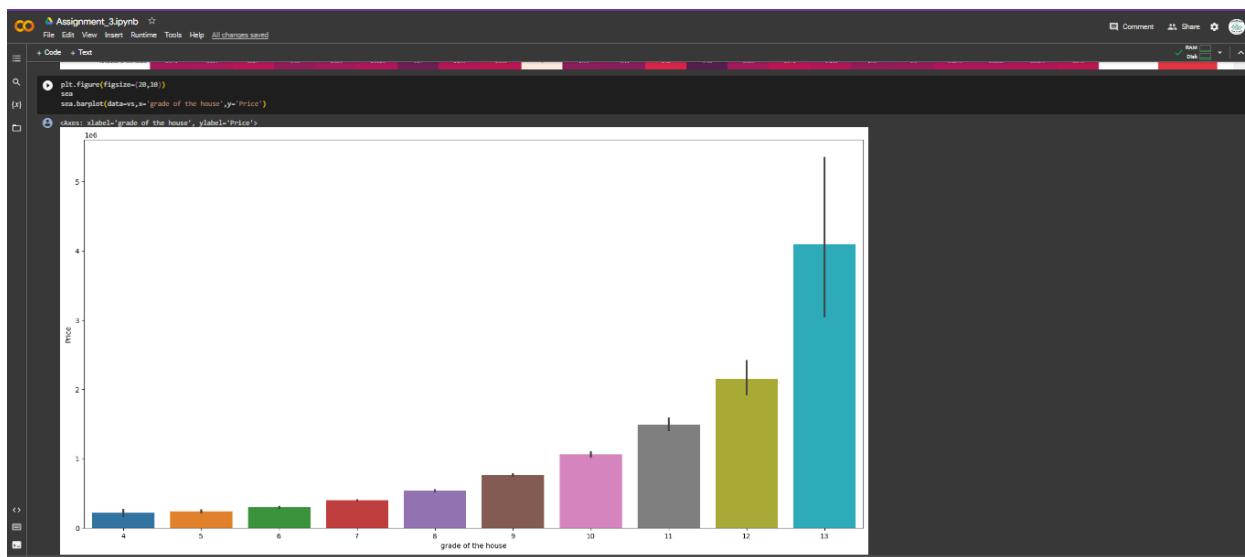 Assignment_3.ipynb
Comment
Share
File Edit View Insert Runtime Tools Help All changes saved
+ Code + Text
RAM
Disk
{x}
plt.figure(figsize=(20,10))
sea
sea.barplot(data=vs,x='grade of the house',y='Price')
<Axes: xlabel='grade of the house', ylabel='Price'>
1e6
5
4
3
2
1
0
Price
4 5 6 7 8 9 10 11 12 13
grade of the house
<>